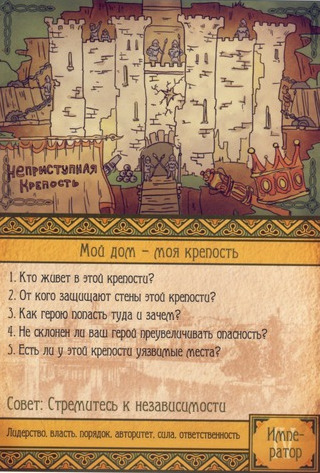 Неприступная
Крепость
Мой дом – моя крепость
1. Кто живет в этой крепости?
2. От кого защищают стены этой крепости?
3. Как герою попасть туда и зачем?
4. Не склонен ли ваш герой преувеличивать опасность?
5. Есть ли у этой крепости уязвимые места?
Совет: Стремитесь к независимости
Лидерство, власть, порядок, авторитет, сила, ответственность
Импе-
ратор